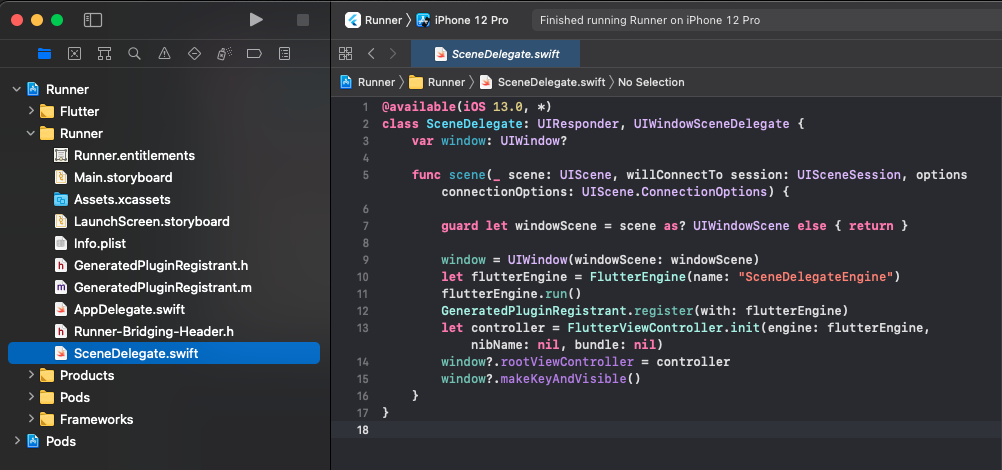 Runner
iPhone 12 Pro
Finished running Runner on iPhone 12 Pro
SceneDelegate.swift
Runner
Runner
SceneDelegate.swift
No Selection
Runner
Flutter
Runner
Runner.entitlements
Main.storyboard
Assets.xcassets
LaunchScreen.storyboard
Info.plist
h GeneratedPluginRegistrant.h
m GeneratedPluginRegistrant.m
AppDelegate.swift
h Runner-Bridging-Header.h
SceneDelegate.swift
Products
Pods
Frameworks
Pods
1 @available(iOS 13.0, *)
2 class SceneDelegate: UIResponder, UIWindowSceneDelegate {
3 var window: UIWindow?
4
5 func scene(_ scene: UIScene, willConnectTo session: UISceneSession, options
connectionOptions: UIScene.ConnectionOptions) {
6
7 guard let windowScene = scene as? UIWindowScene else { return }
8
9 window = UIWindow(windowScene: windowScene)
10 let flutterEngine = FlutterEngine(name: "SceneDelegateEngine")
11 flutterEngine.run()
12 GeneratedPluginRegistrant.register(with: flutterEngine)
13 let controller = FlutterViewController.init(engine: flutterEngine,
nibName: nil, bundle: nil)
14 window?.rootViewController = controller
15 window?.makeKeyAndVisible()
16 }
17 }
18